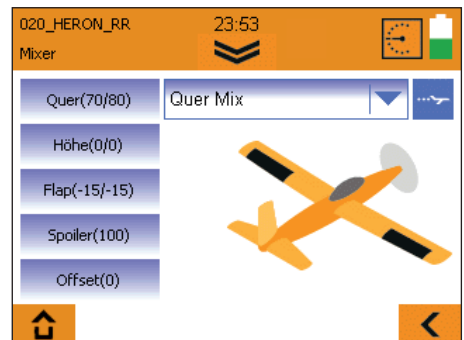 020_HERON_RR
23:53
Mixer
Quer(70/80)
Quer Mix
Höhe(0/0)
Flap(-15/-15)
Spoiler(100)
Offset(0)